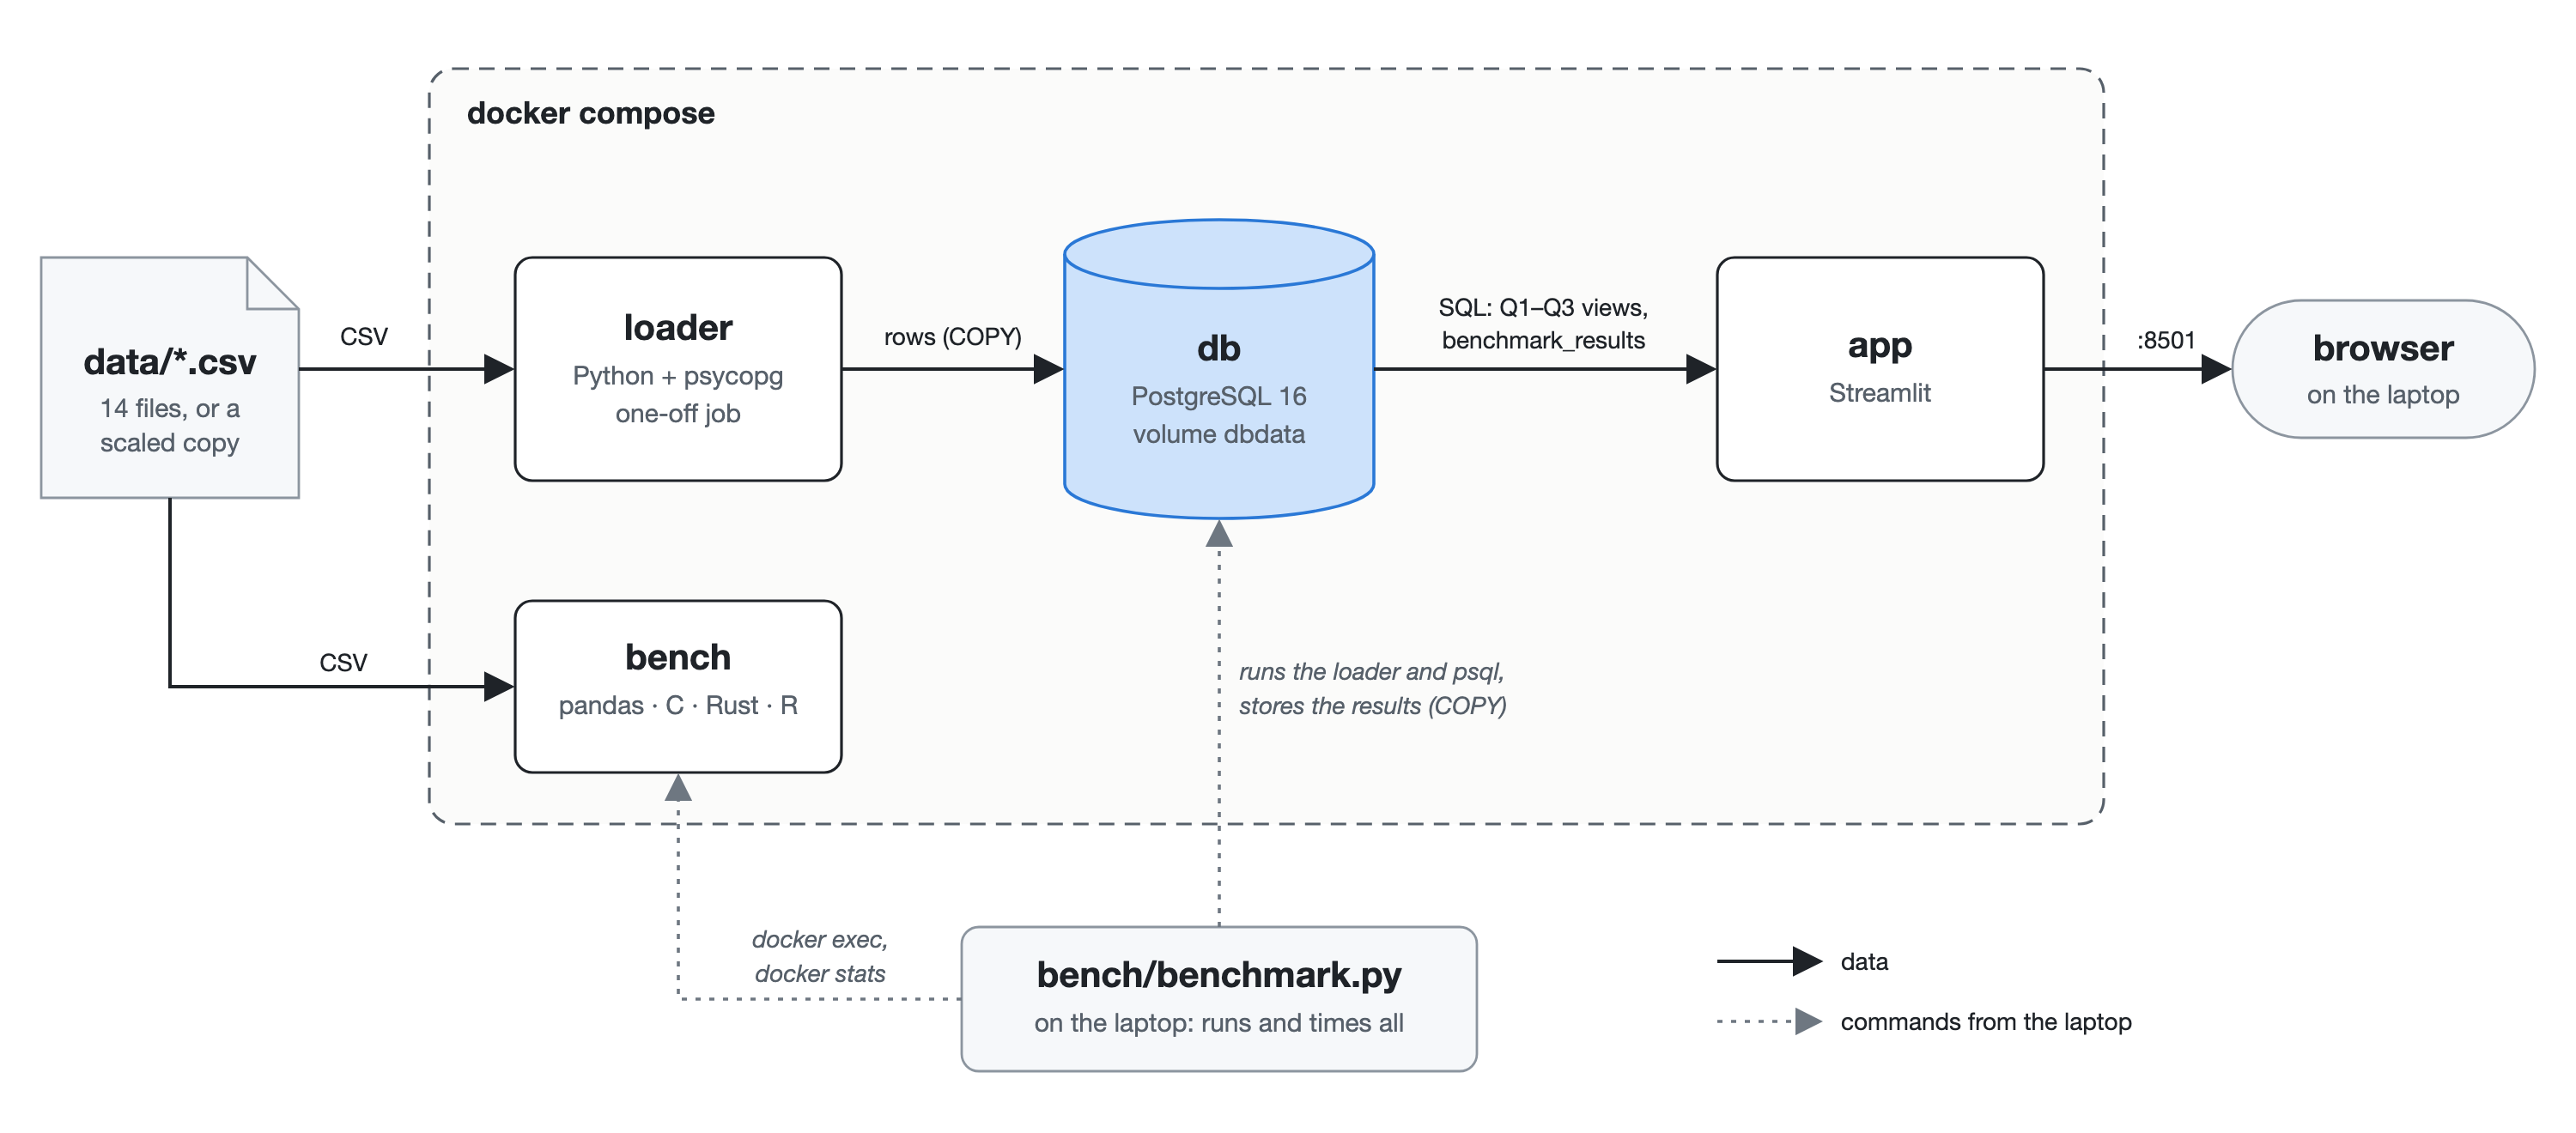 docker compose
data/*.csv
14 files, or a
scaled copy
CSV
loader
Python + psycopg
one-off job
rows (COPY)
db
PostgreSQL 16
volume dbdata
SQL: Q1–Q3 views,
benchmark_results
app
Streamlit
:8501
browser
on the laptop
CSV
bench
pandas · C · Rust · R
runs the loader and psql,
stores the results (COPY)
docker exec,
docker stats
bench/benchmark.py
on the laptop: runs and times all
data
commands from the laptop